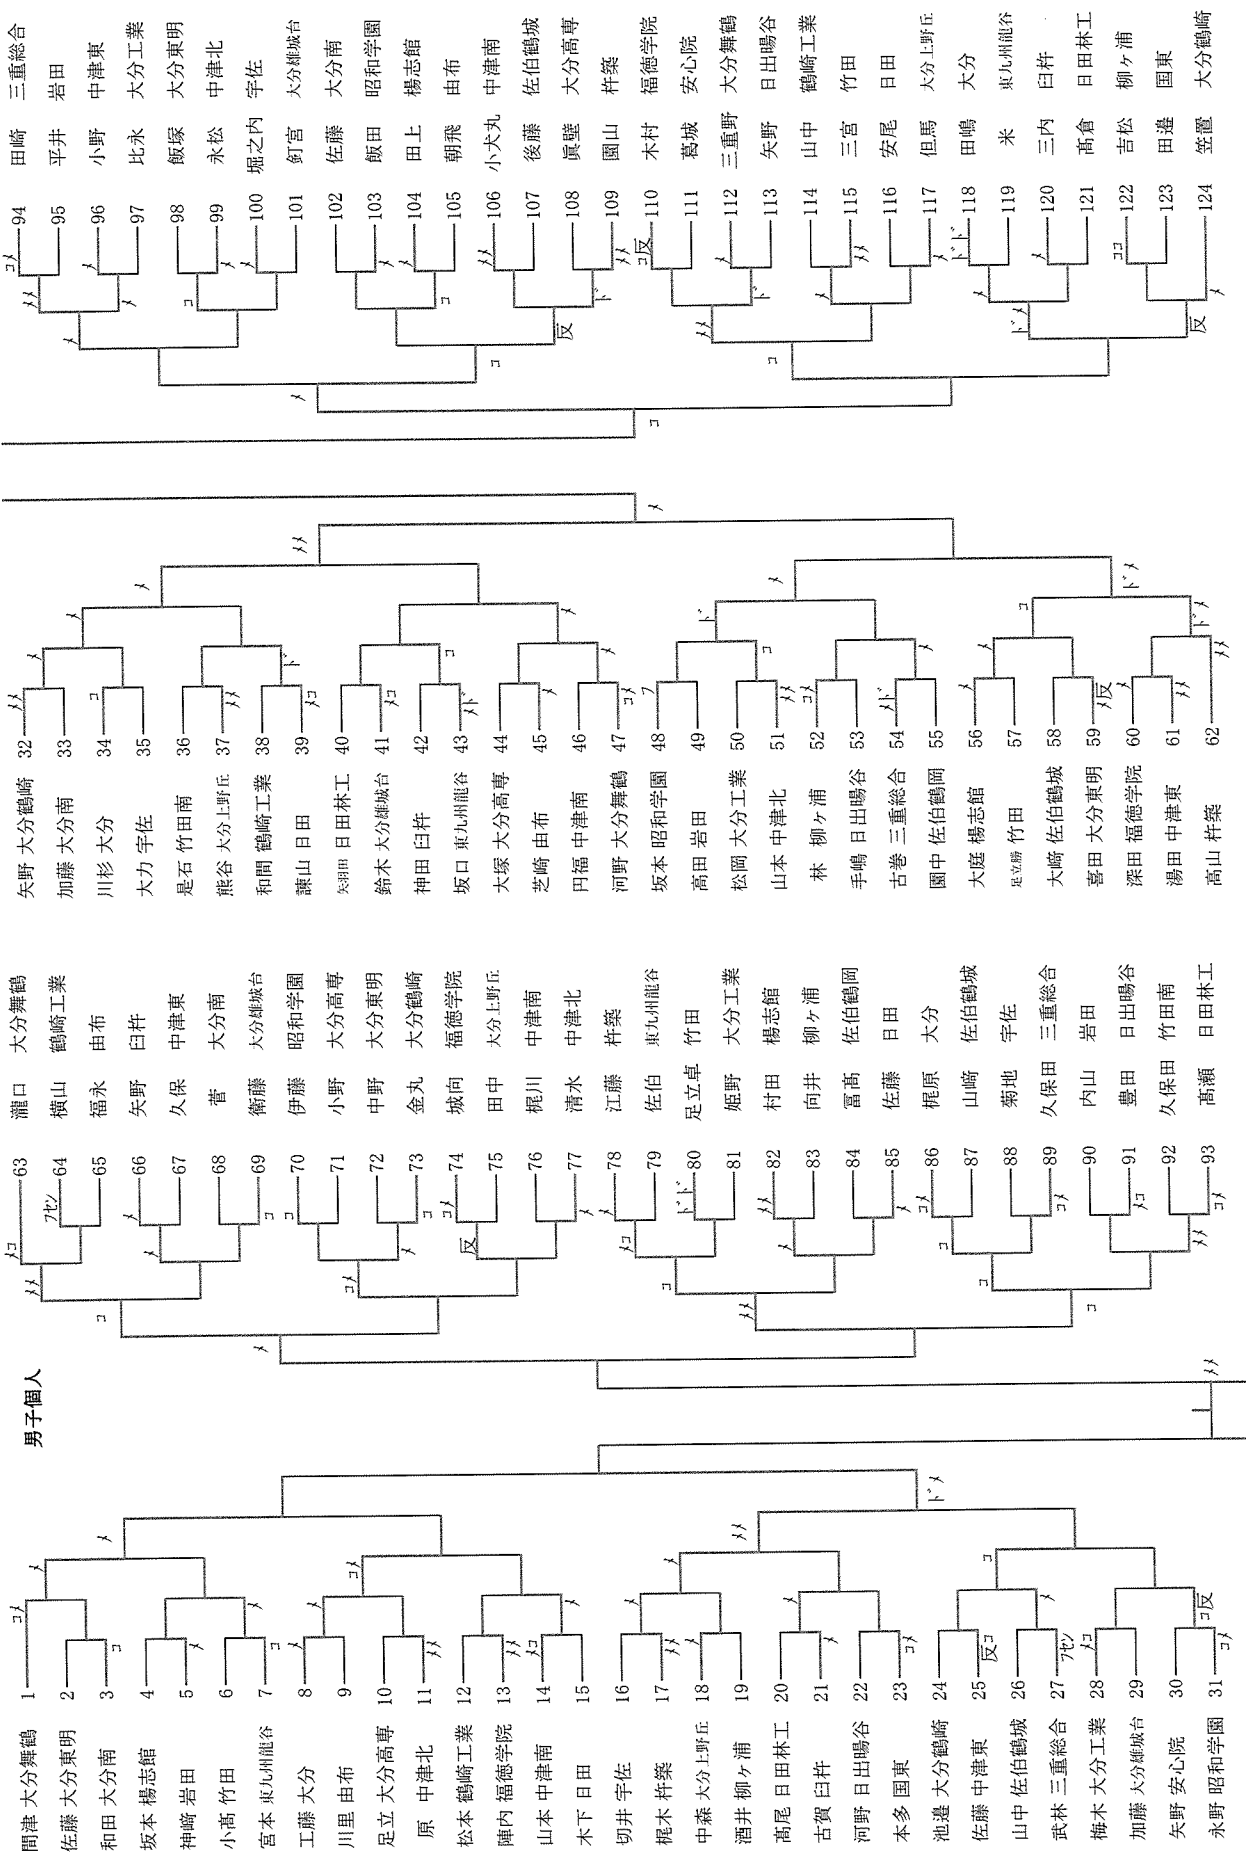 男子個人
間津 大分舞鶴 1
佐藤 大分東明 2
和田 大分南 3
坂本 楊志館 4
神﨑 岩田 5
小髙 竹田 6
宮本 東九州龍谷 7
工藤 大分 8
川里 由布 9
足立 大分高専 10
原 中津北 11
松本 鶴崎工業 12
陣内 福徳学院 13
山本 中津南 14
木下 日田 15
切井 宇佐 16
梶木 杵築 17
中森 大分上野丘 18
酒井 柳ヶ浦 19
髙尾 日田林工 20
古賀 臼杵 21
河野 日出暘谷 22
本多 国東 23
池邉 大分鶴崎 24
佐藤 中津東 25
山中 佐伯鶴城 26
武林 三重総合 27
梅木 大分工業 28
加藤 大分雄城台 29
矢野 安心院 30
永野 昭和学園 31
矢野 大分鶴崎 32
加藤 大分南 33
川杉 大分 34
大力 宇佐 35
是石 竹田南 36
熊谷 大分上野丘 37
和間 鶴崎工業 38
諫山 日田 39
矢羽田 日田林工 40
鈴木 大分雄城台 41
神田 臼杵 42
坂口 東九州龍谷 43
大塚 大分高専 44
芝崎 由布 45
円福 中津南 46
河野 大分舞鶴 47
坂本 昭和学園 48
高田 岩田 49
松岡 大分工業 50
山本 中津北 51
林 柳ヶ浦 52
手嶋 日出暘谷 53
古巻 三重総合 54
園中 佐伯鶴岡 55
大庭 楊志館 56
足立勝 竹田 57
大﨑 佐伯鶴城 58
喜田 大分東明 59
深田 福徳学院 60
湯田 中津東 61
高山 杵築 62
63 瀧口 大分舞鶴
64 横山 鶴崎工業
65 福永 由布
66 矢野 臼杵
67 久保 中津東
68 菅 大分南
69 衛藤 大分雄城台
70 伊藤 昭和学園
71 小野 大分高専
72 中野 大分東明
73 金丸 大分鶴崎
74 城向 福徳学院
75 田中 大分上野丘
76 梶川 中津南
77 清水 中津北
78 江藤 杵築
79 佐伯 東九州龍谷
80 足立卓 竹田
81 姫野 大分工業
82 村田 楊志館
83 向井 柳ヶ浦
84 冨髙 佐伯鶴岡
85 佐藤 日田
86 梶原 大分
87 山﨑 佐伯鶴城
88 菊地 宇佐
89 久保田 三重総合
90 内山 岩田
91 豊田 日出暘谷
92 久保田 竹田南
93 髙瀬 日田林工
94 田崎 三重総合
95 平井 岩田
96 小野 中津東
97 比永 大分工業
98 飯塚 大分東明
99 永松 中津北
100 堀之内 宇佐
101 釘宮 大分雄城台
102 佐藤 大分南
103 飯田 昭和学園
104 田上 楊志館
105 朝飛 由布
106 小犬丸 中津南
107 後藤 佐伯鶴城
108 眞壁 大分高専
109 園山 杵築
110 木村 福徳学院
111 葛城 安心院
112 三重野 大分舞鶴
113 矢野 日出暘谷
114 山中 鶴崎工業
115 三宮 竹田
116 安尾 日田
117 但馬 大分上野丘
118 田嶋 大分
119 米 東九州龍谷
120 三内 臼杵
121 髙倉 日田林工
122 吉松 柳ヶ浦
123 田邉 国東
124 笠置 大分鶴崎